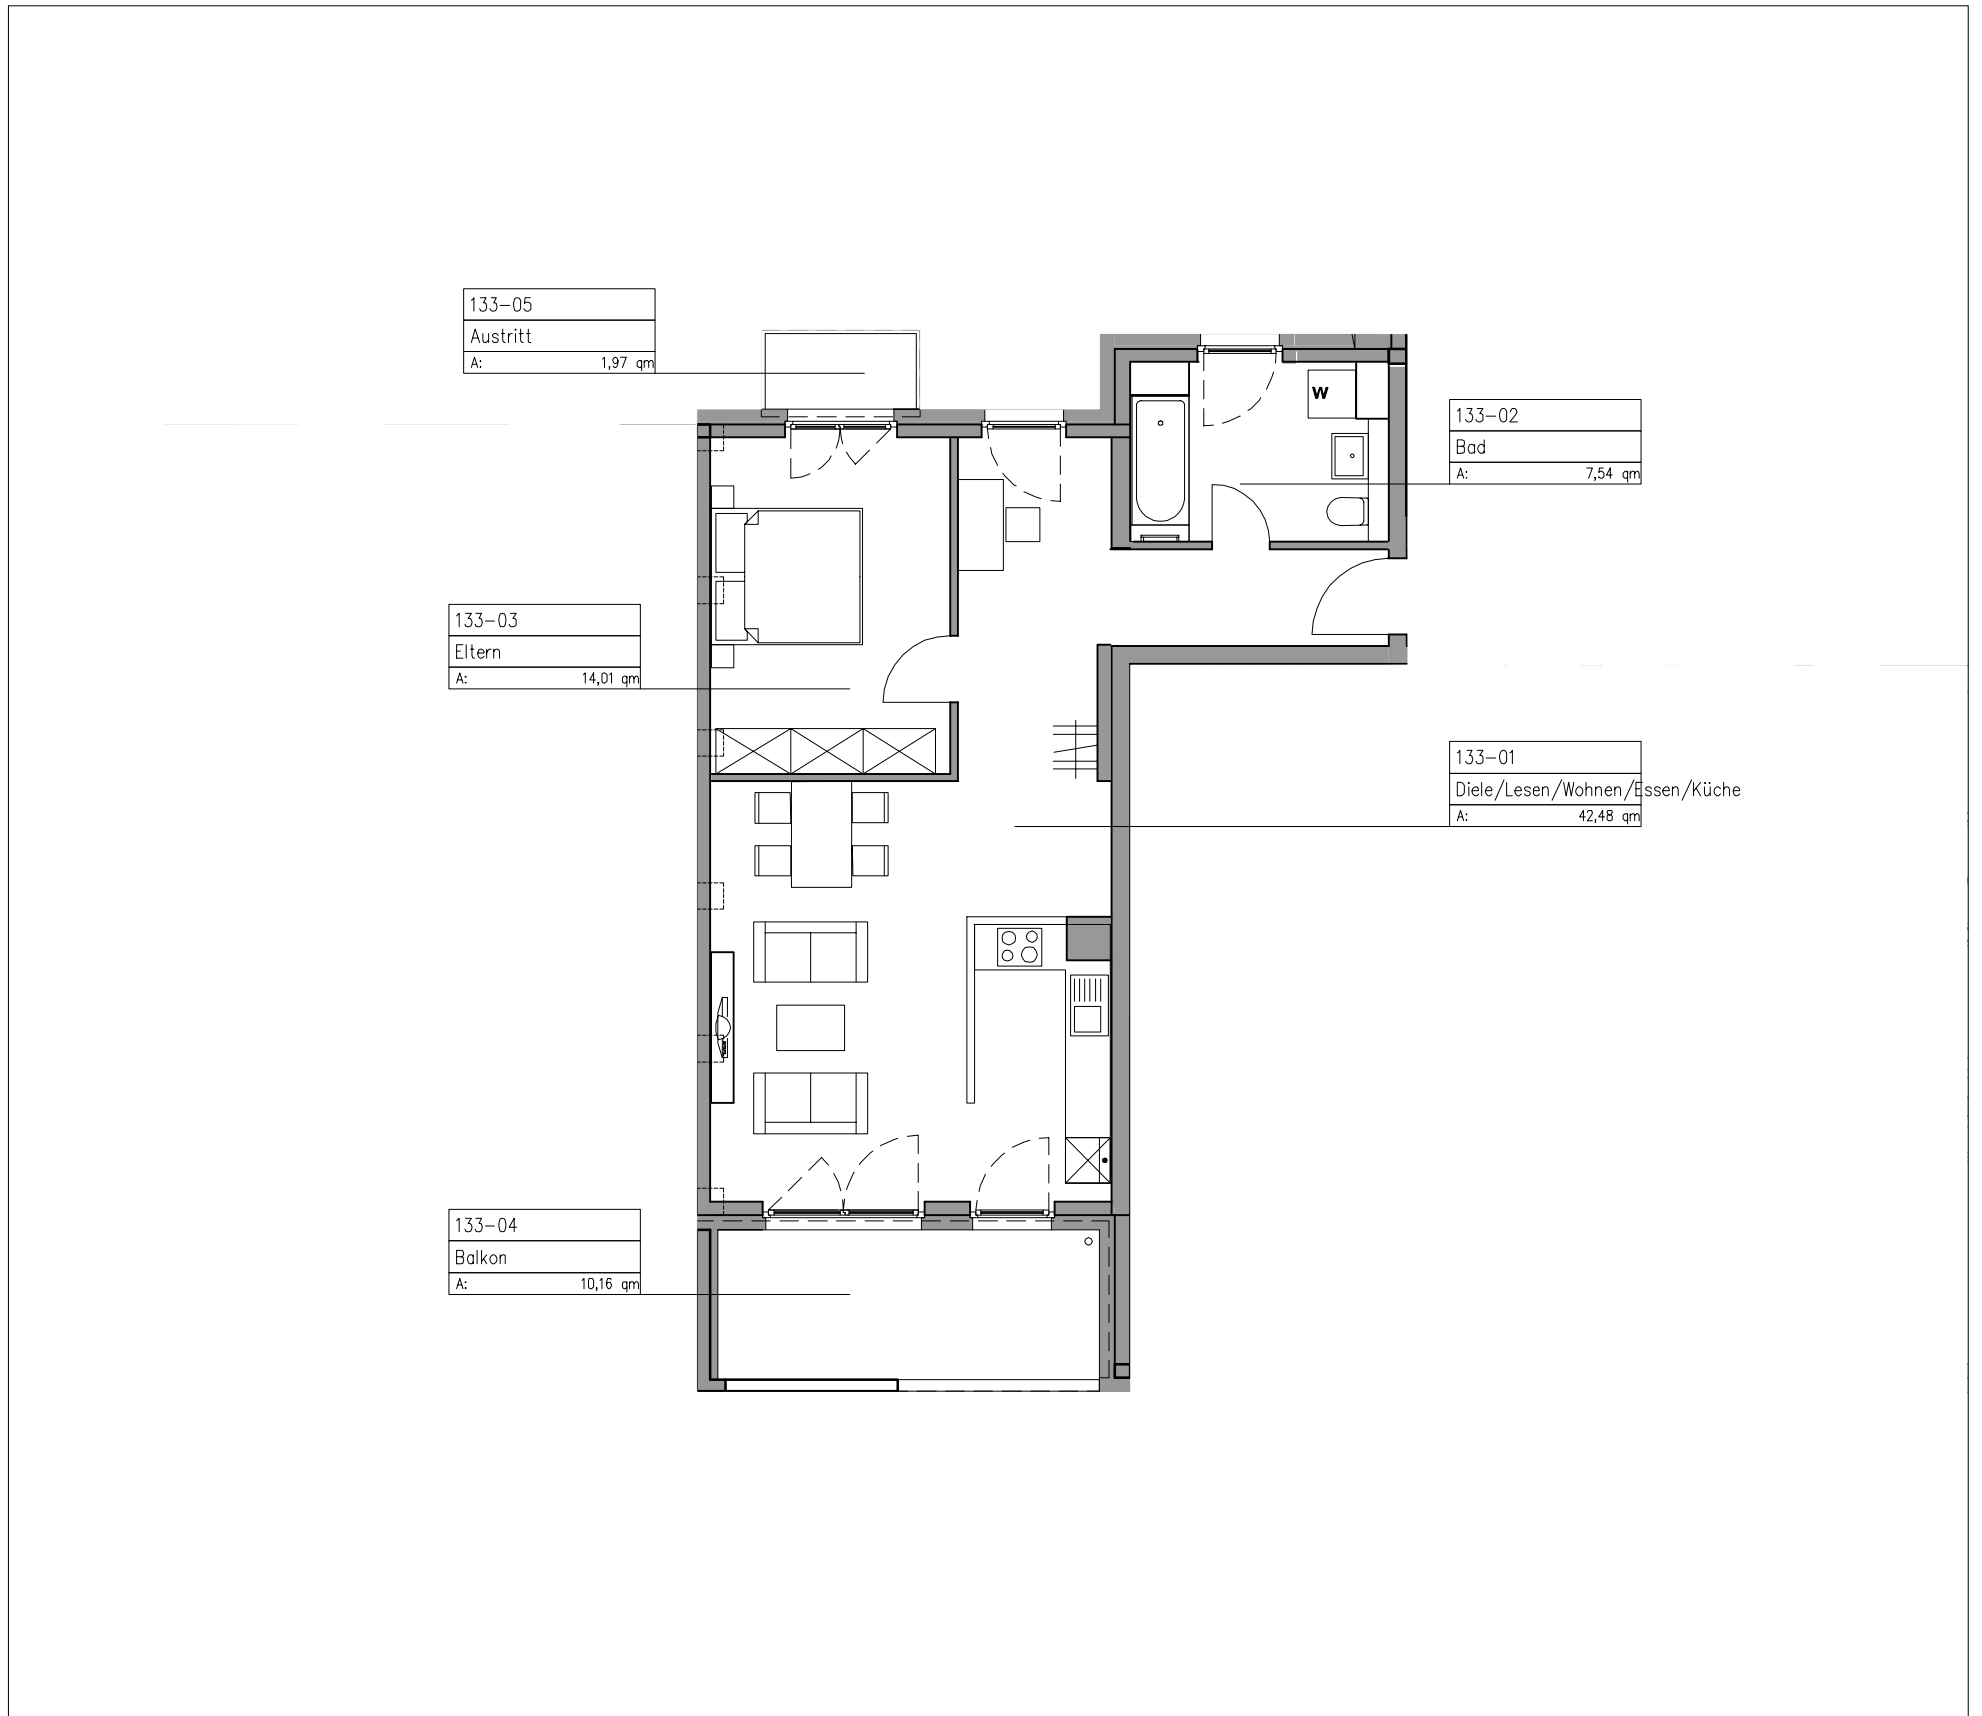 133-05
Austritt
A: 1,97 qm
W
133-02
Bad
A: 7,54 qm
133-03
Eltern
A: 14,01 qm
133-01
Diele/Lesen/Wohnen/Essen/Küche
A: 42,48 qm
133-04
Balkon
A: 10,16 qm